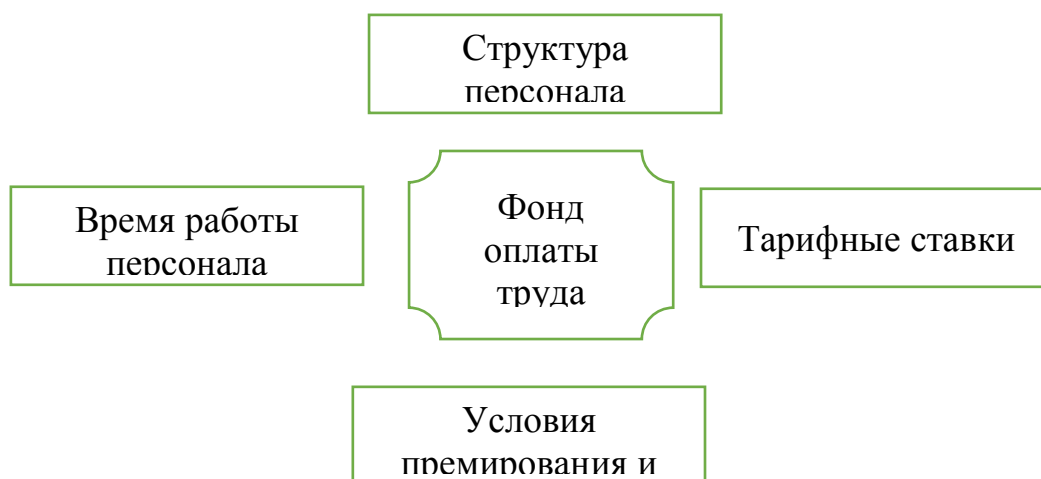 Структура
персонала
Время работы
персонала
Фонд
оплаты
труда
Тарифные ставки
Условия
премирования и